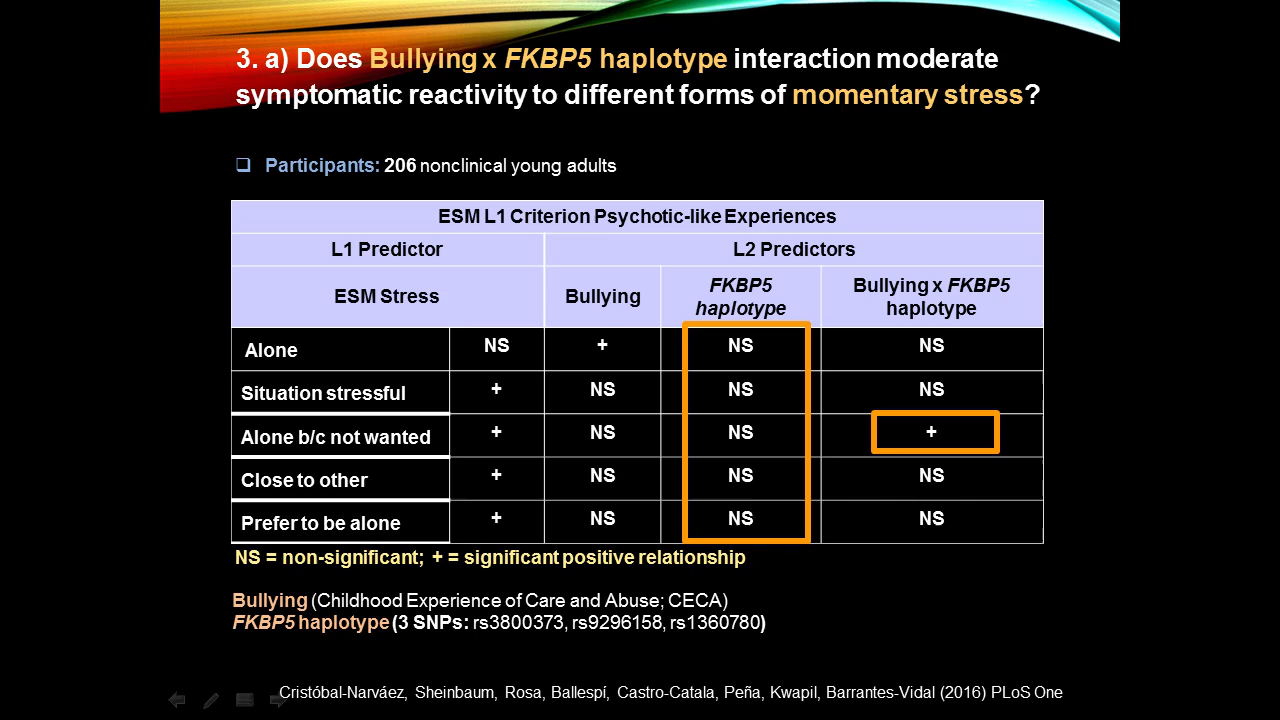 3. a) Does Bullying x FKBP5 haplotype interaction moderate
symptomatic reactivity to different forms of momentary stress?
Participants: 206 nonclinical young adults
ESM L1 Criterion Psychotic-like Experiences
L1 Predictor L2 Predictors
ESM Stress Bullying FKBP5 haplotype Bullying x FKBP5 haplotype
Alone NS + NS NS
Situation stressful + NS NS NS
Alone b/c not wanted + NS NS +
Close to other + NS NS NS
Prefer to be alone + NS NS NS
NS = non-significant; + = significant positive relationship
Bullying (Childhood Experience of Care and Abuse; CECA)
FKBP5 haplotype (3 SNPs: rs3800373, rs9296158, rs1360780)
Cristóbal-Narváez, Sheinbaum, Rosa, Ballespí, Castro-Catala, Peña, Kwapil, Barrantes-Vidal (2016) PLoS One